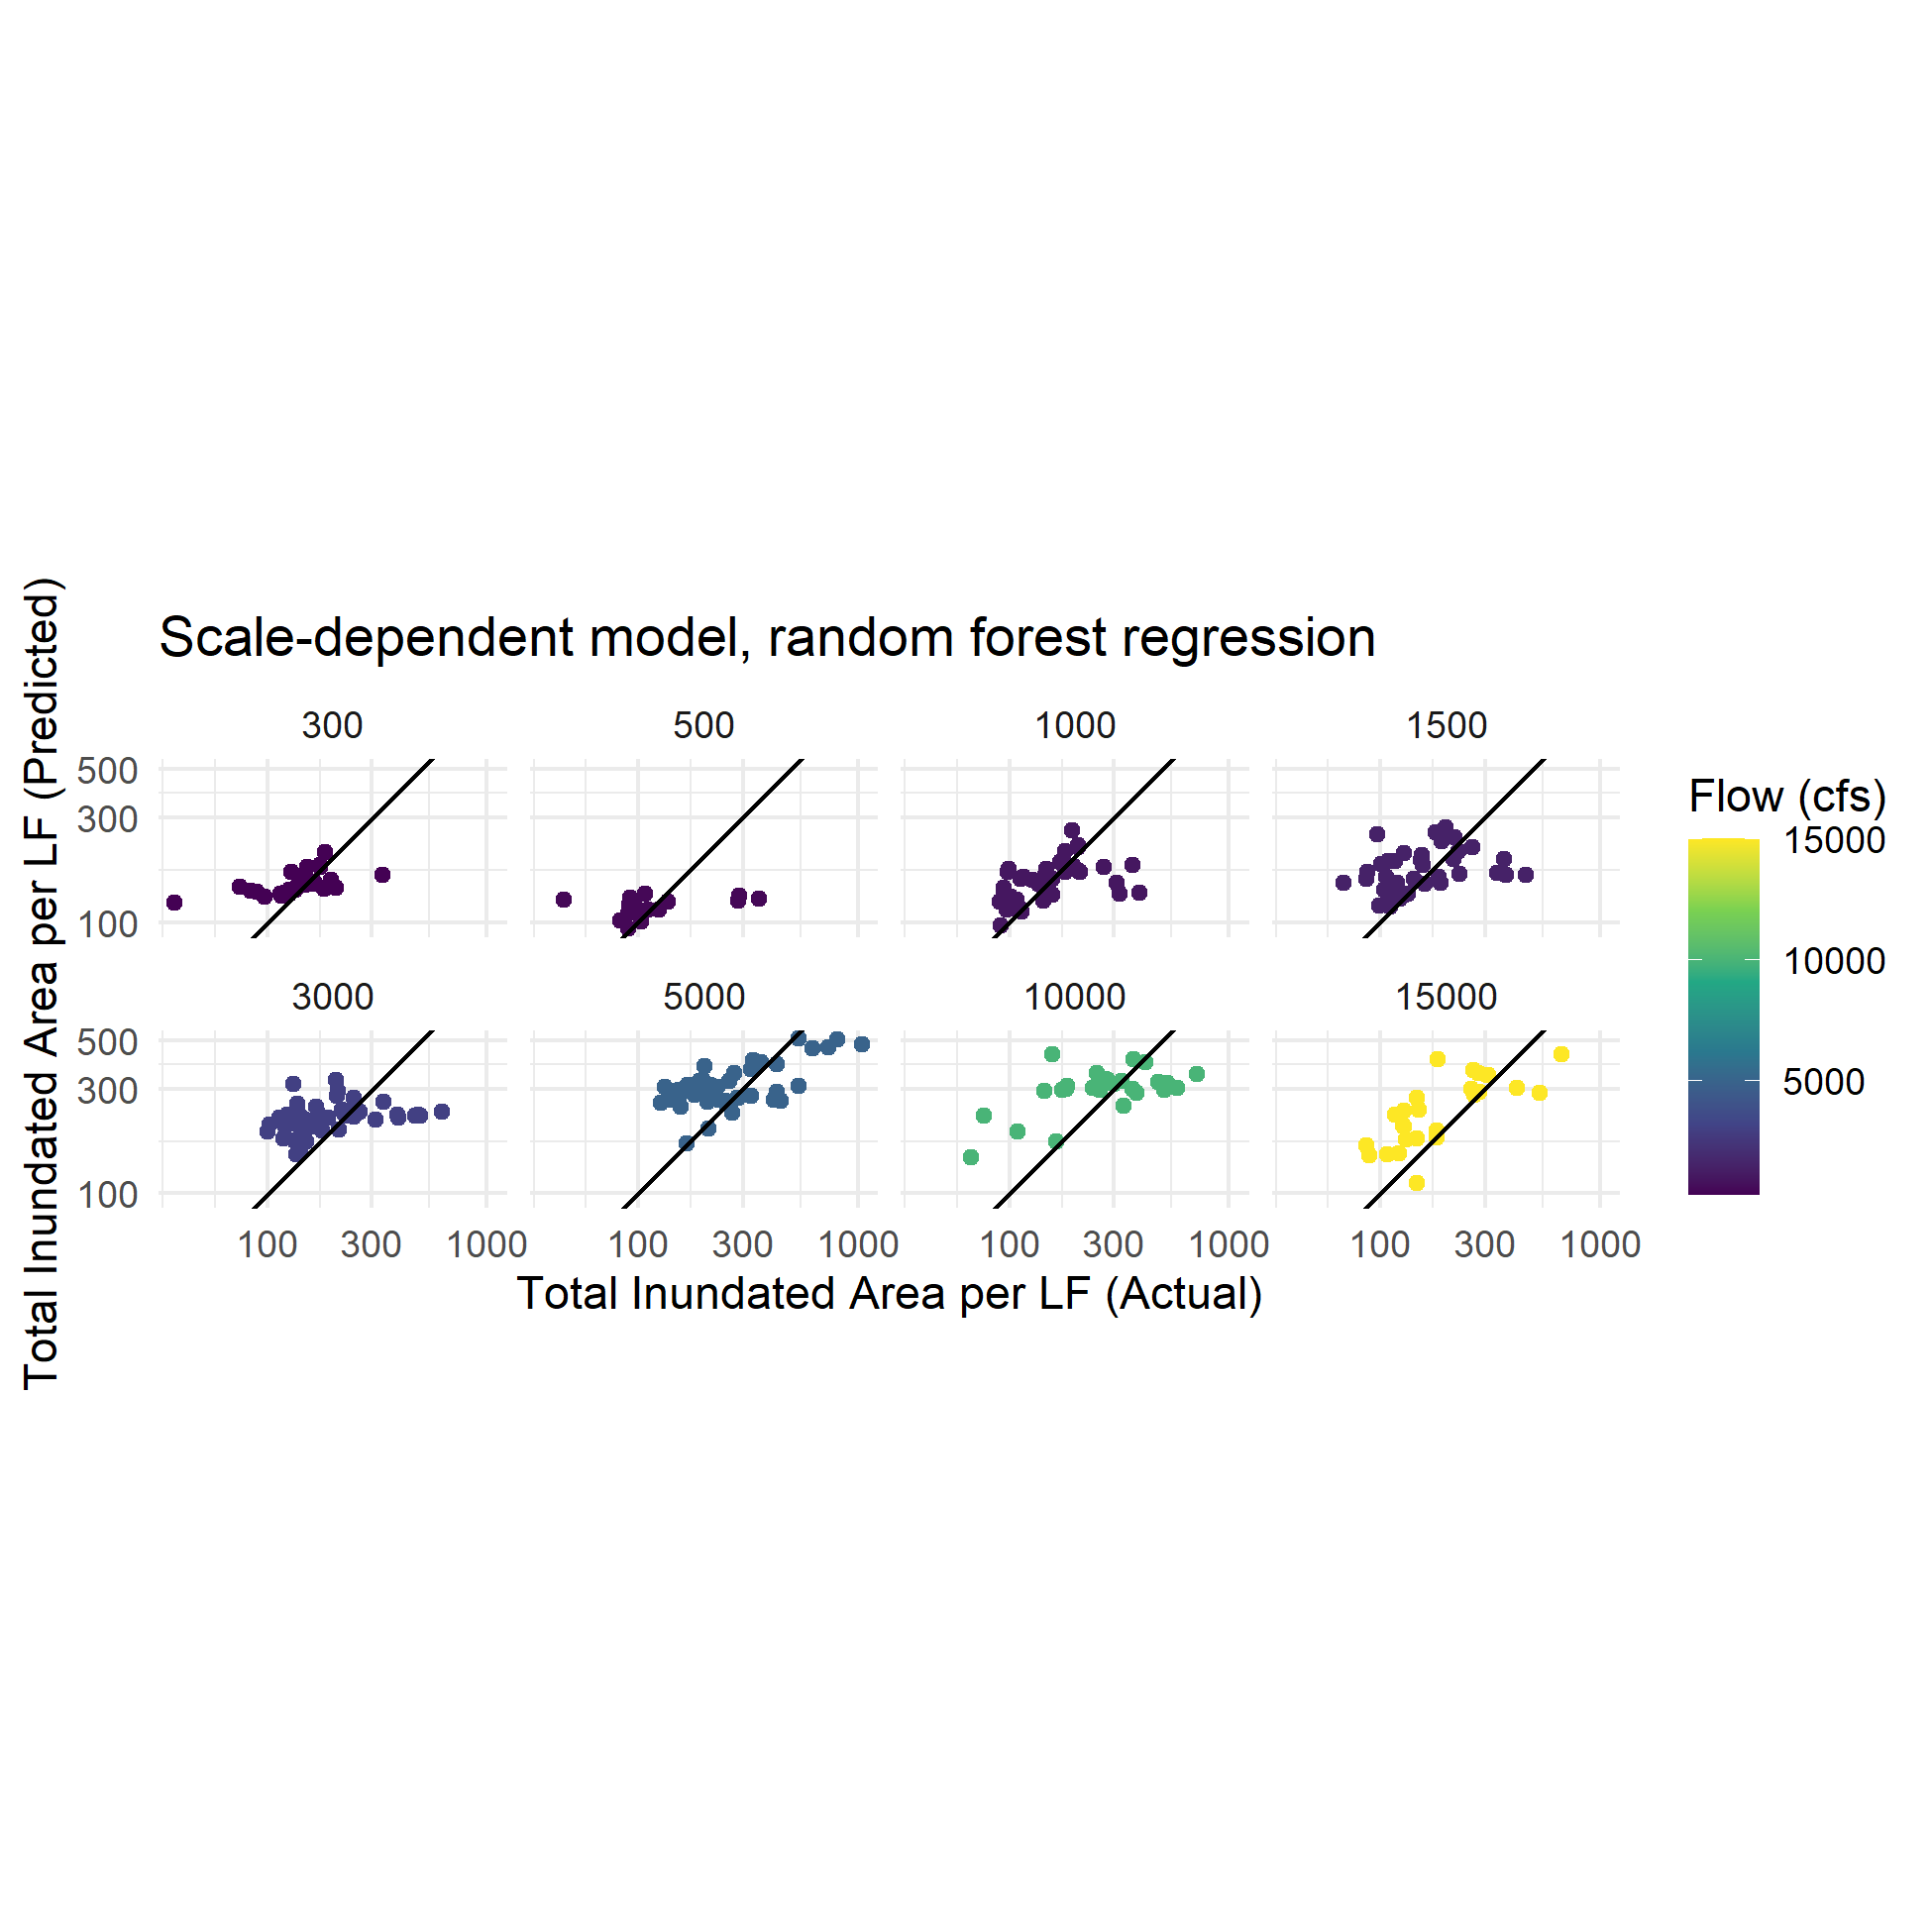 Scale-dependent model, random forest regression
Total Inundated Area per LF (Predicted)
300 500 1000 1500
500
300
100
3000 5000 10000 15000
500
300
100
100 300 1000 100 300 1000 100 300 1000 100 300 1000
Total Inundated Area per LF (Actual)
Flow (cfs)
15000
10000
5000